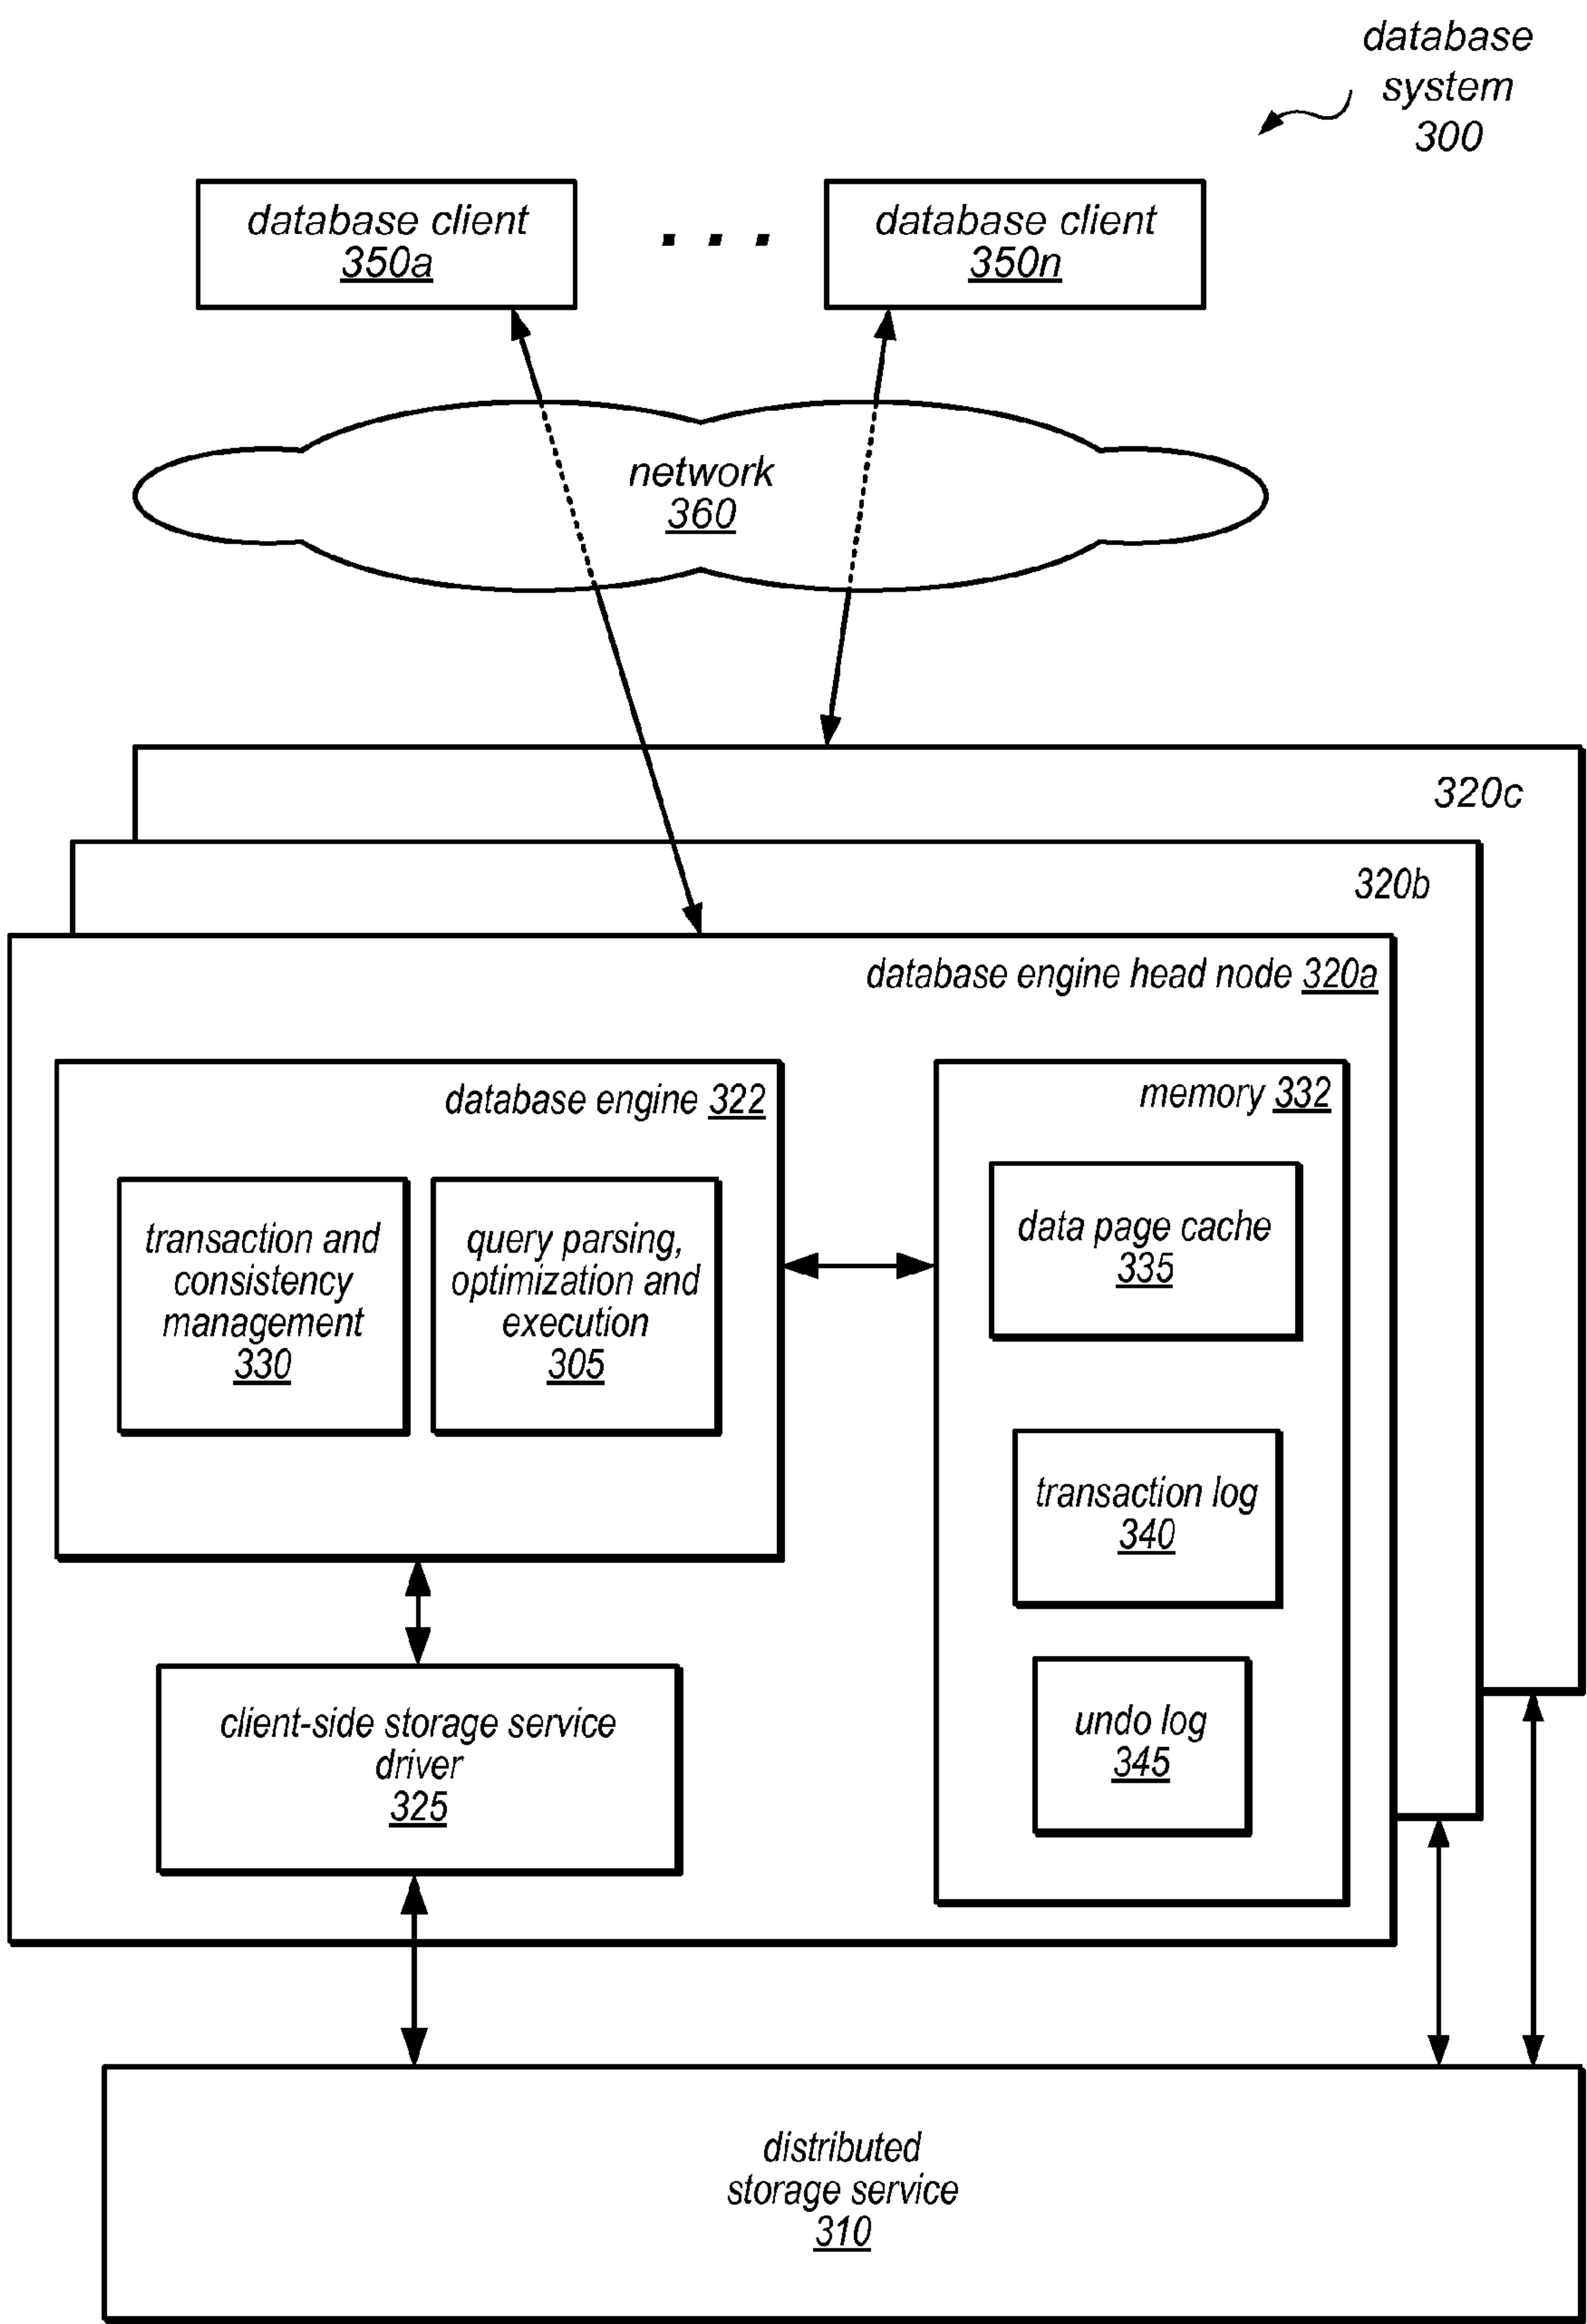 database
system
300
database client
350a
. . .
database client
350n
network
360
320c
320b
database engine head node 320a
database engine 322
memory 332
transaction and
consistency
management
330
query parsing,
optimization and
execution
305
data page cache
335
transaction log
340
undo log
345
client-side storage service
driver
325
distributed
storage service
310